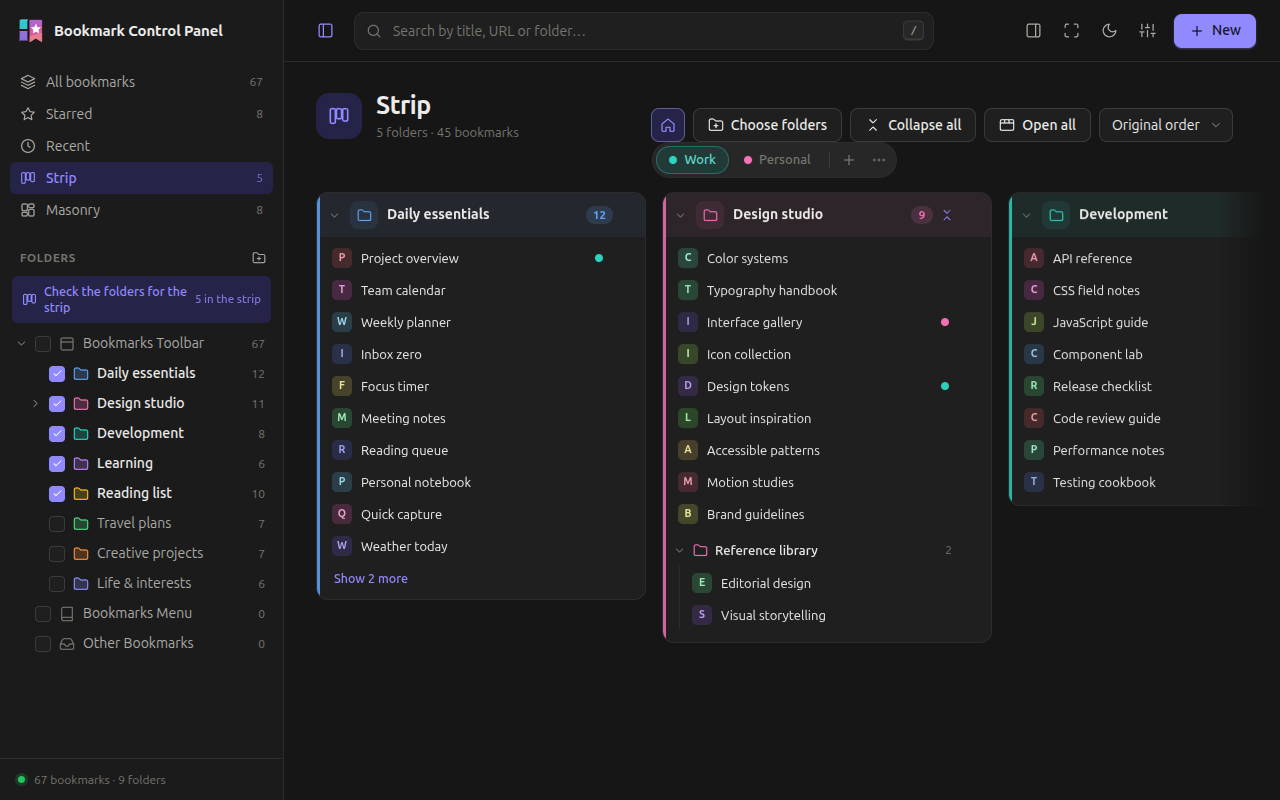 Bookmark Control Panel
Search by title, URL or folder…
/
New
All bookmarks 67
Starred 8
Recent
Strip 5
Masonry 8
FOLDERS
Check the folders for the strip 5 in the strip
Bookmarks Toolbar 67
Daily essentials 12
Design studio 11
Development 8
Learning 6
Reading list 10
Travel plans 7
Creative projects 7
Life & interests 6
Bookmarks Menu 0
Other Bookmarks 0
67 bookmarks · 9 folders
Strip
5 folders · 45 bookmarks
Choose folders
Collapse all
Open all
Original order
Work
Personal
Daily essentials 12
P Project overview
T Team calendar
W Weekly planner
I Inbox zero
F Focus timer
M Meeting notes
R Reading queue
P Personal notebook
Q Quick capture
W Weather today
Show 2 more
Design studio 9
C Color systems
T Typography handbook
I Interface gallery
I Icon collection
D Design tokens
L Layout inspiration
A Accessible patterns
M Motion studies
B Brand guidelines
Reference library 2
E Editorial design
S Visual storytelling
Development
A API reference
C CSS field notes
J JavaScript guide
C Component lab
R Release checklist
C Code review guide
P Performance notes
T Testing cookbook